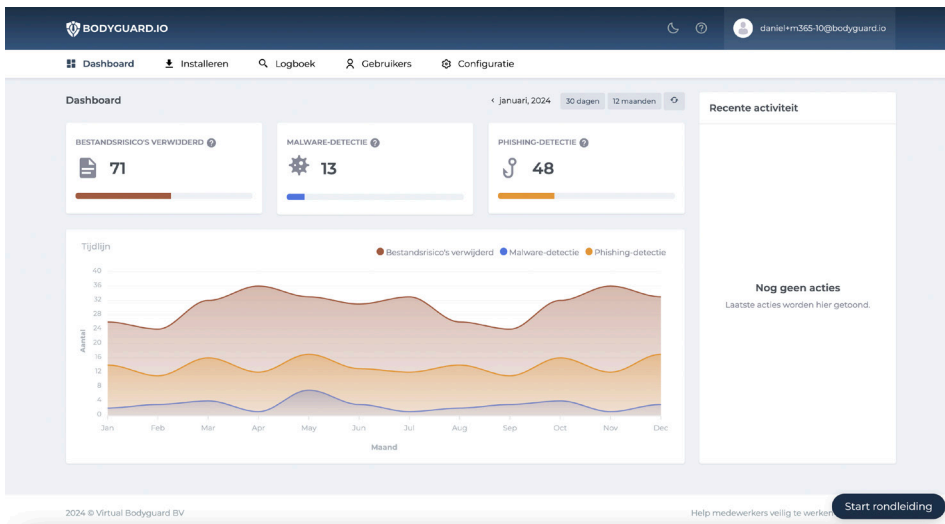 BODYGUARD.IO
daniel+m365-10@bodyguard.io
Dashboard Installeren Logboek Gebruikers Configuratie
Dashboard
‹ januari, 2024 30 dagen 12 maanden
Recente activiteit
BESTANDSRISICO'S VERWIJDERD ?
71
MALWARE-DETECTIE ?
13
PHISHING-DETECTIE ?
48
Tijdlijn
Bestandsrisico's verwijderd Malware-detectie Phishing-detectie
40
36
32
28
24
20
16
12
8
4
0
Aantal
Jan Feb Mar Apr May Jun Jul Aug Sep Oct Nov Dec
Maand
Nog geen acties
Laatste acties worden hier getoond.
2024 © Virtual Bodyguard BV
Help medewerkers veilig te werken
Start rondleiding